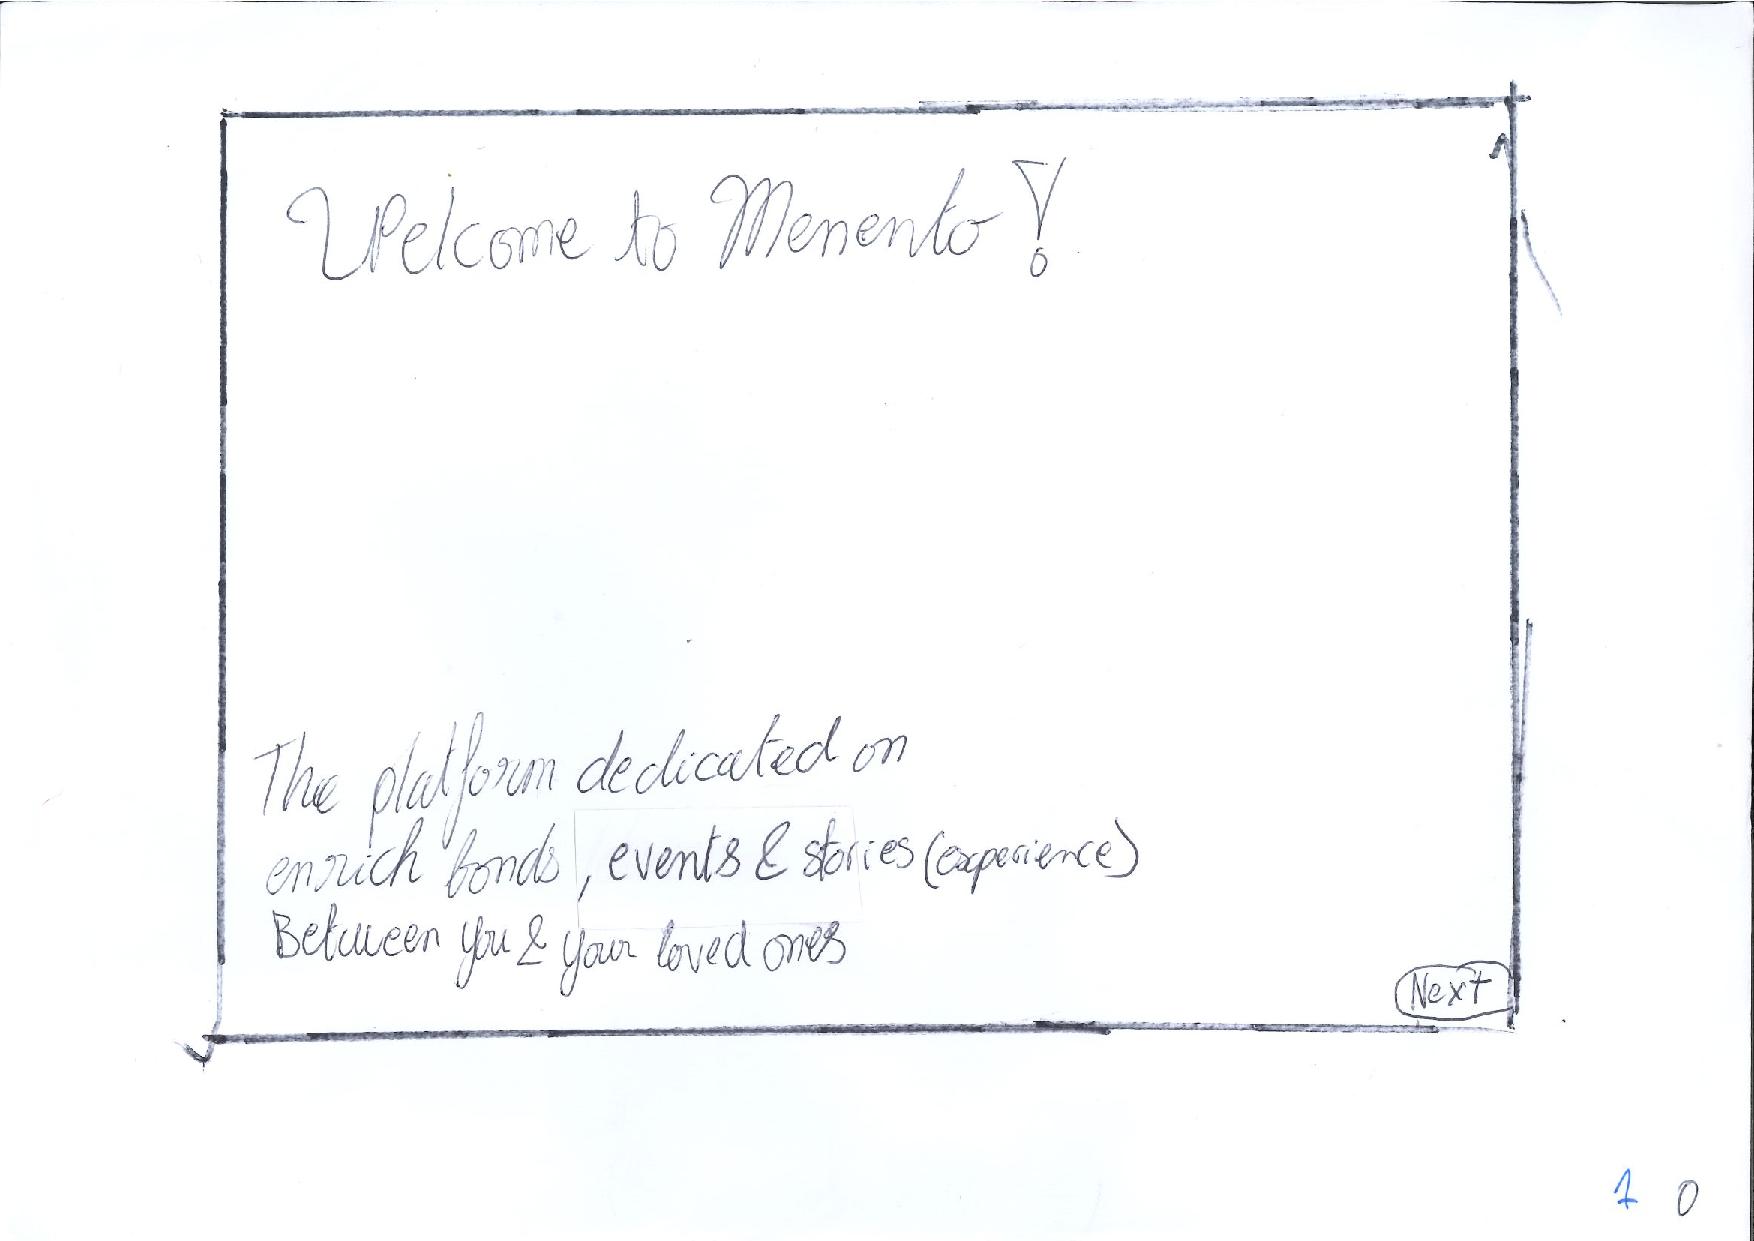 Welcome to Menento!
The platform dedicated on
enrich bonds, events & stories (experience)
Between you & your loved ones
Next
1 0